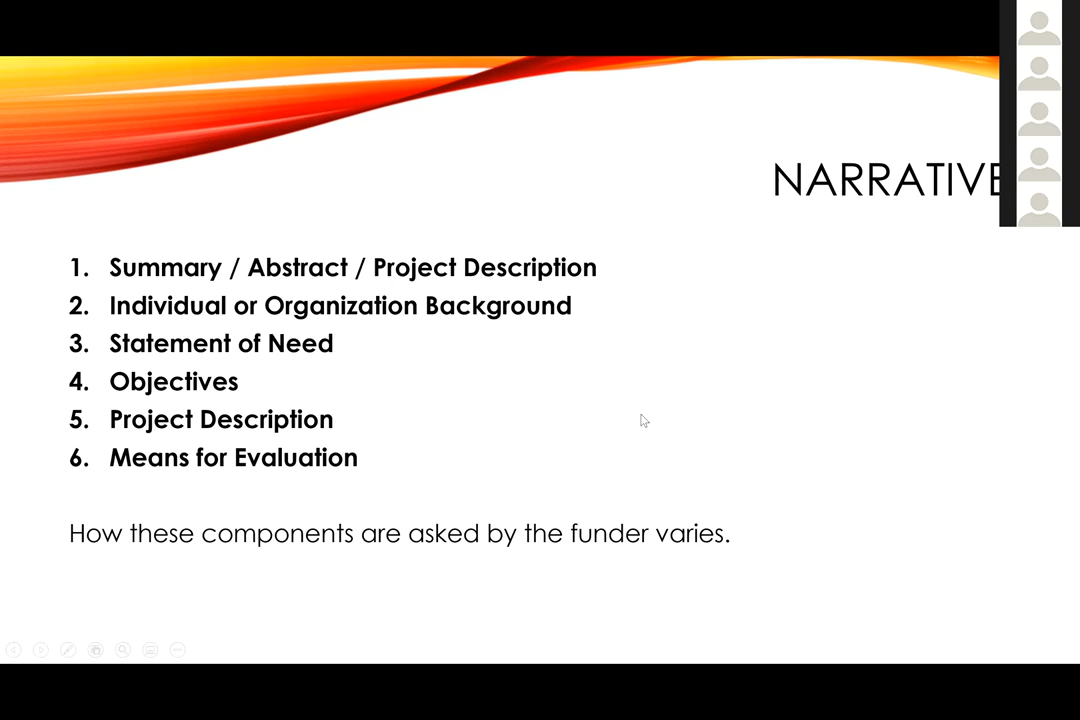 NARRATIVE
1. Summary / Abstract / Project Description
2. Individual or Organization Background
3. Statement of Need
4. Objectives
5. Project Description
6. Means for Evaluation
How these components are asked by the funder varies.